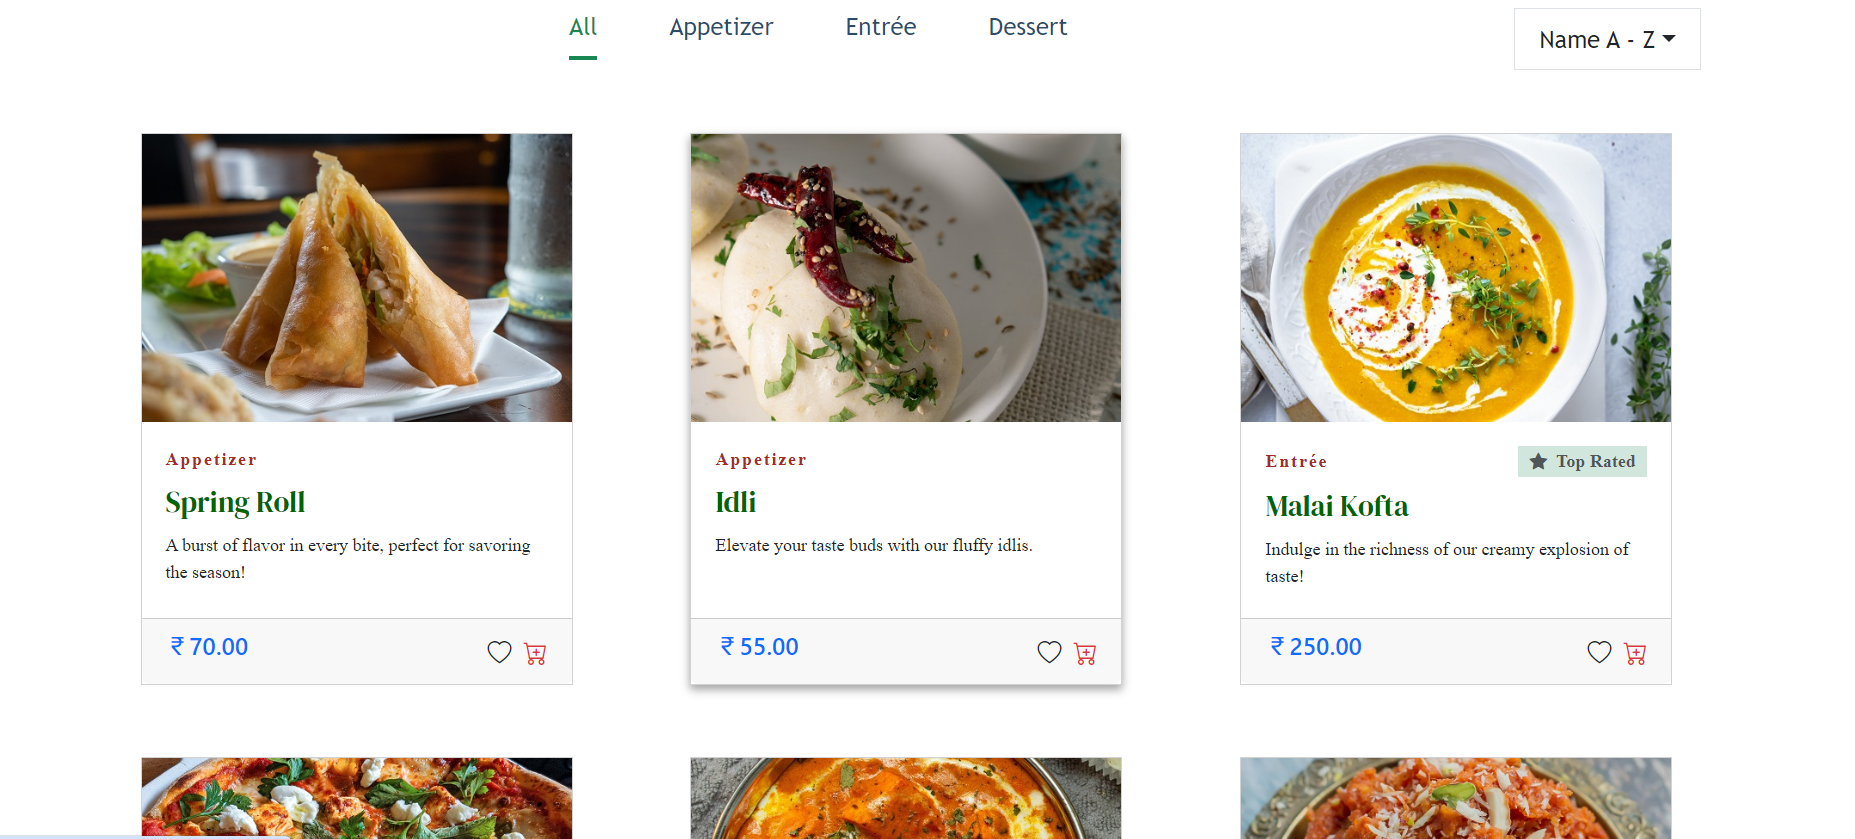 All Appetizer Entrée Dessert
Name A - Z
Appetizer
Spring Roll
A burst of flavor in every bite, perfect for savoring
the season!
₹ 70.00
Appetizer
Idli
Elevate your taste buds with our fluffy idlis.
₹ 55.00
Entrée
Top Rated
Malai Kofta
Indulge in the richness of our creamy explosion of
taste!
₹ 250.00